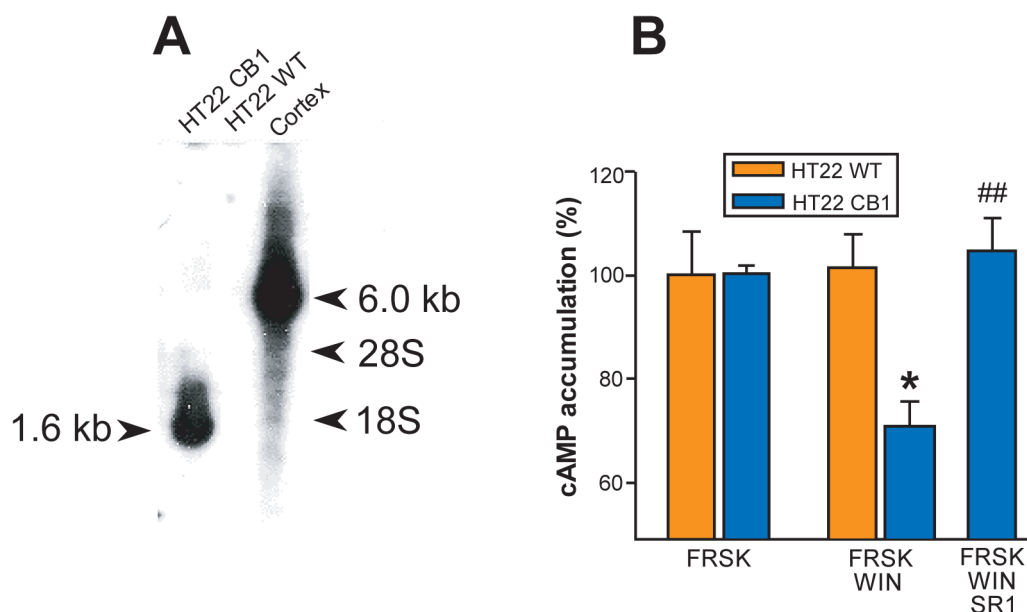 A
HT22 CB1
HT22 WT
Cortex
6.0 kb
28S
1.6 kb
18S
B
HT22 WT
HT22 CB1
cAMP accumulation (%)
120
100
80
60
*
##
FRSK
FRSK
WIN
FRSK
WIN
SR1